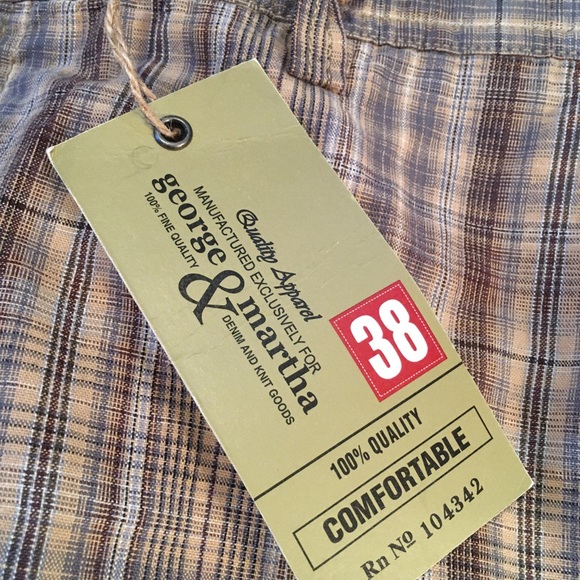 Quality Apparel
MANUFACTURED EXCLUSIVELY FOR
george & martha
100% FINE QUALITY
DENIM AND KNIT GOODS
38
100% QUALITY
COMFORTABLE
Rn Nº 104342